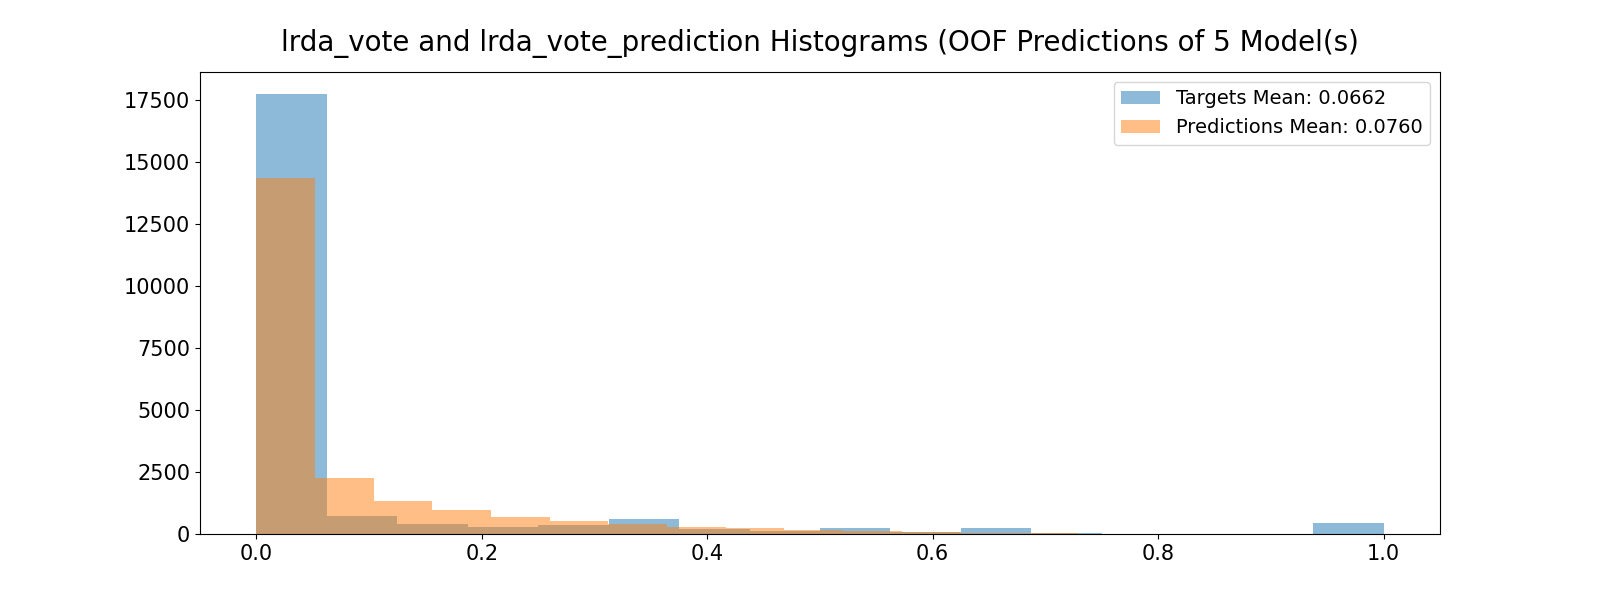 lrda_vote and lrda_vote_prediction Histograms (OOF Predictions of 5 Model(s)
Targets Mean: 0.0662
Predictions Mean: 0.0760
17500
15000
12500
10000
7500
5000
2500
0
0.0 0.2 0.4 0.6 0.8 1.0